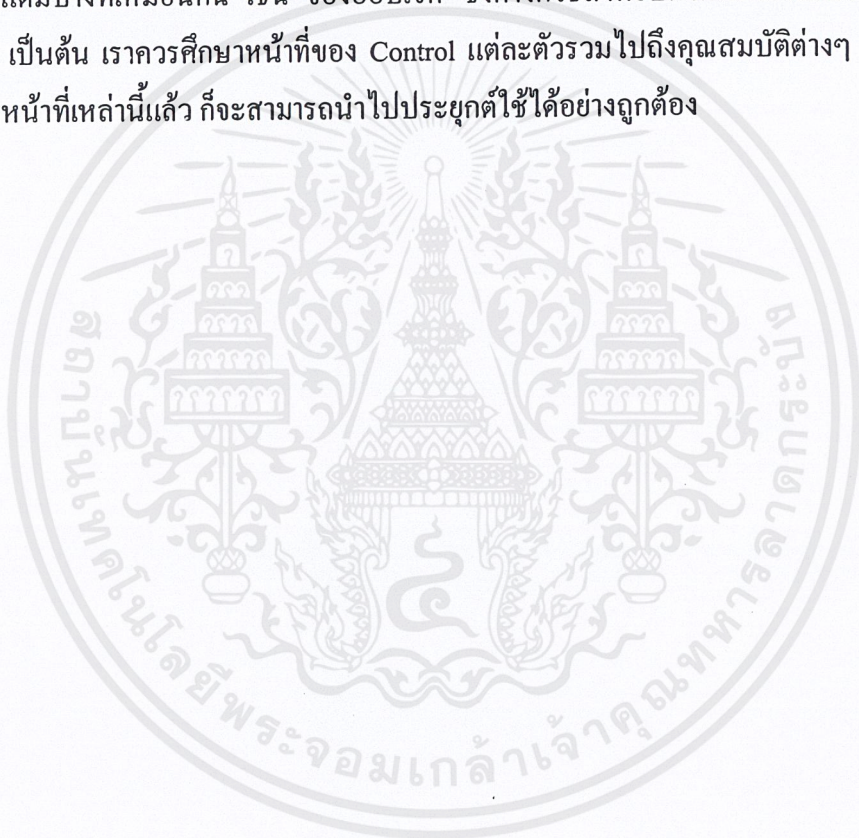 เป็นต้น เราควรศึกษาหน้าที่ของ Control แต่ละตัวรวมไปถึงคุณสมบัติต่างๆ
หน้าที่เหล่านี้แล้ว ก็จะสามารถนำไปประยุกต์ใช้ได้อย่างถูกต้อง
สถาบันเทคโนโลยีพระจอมเกล้าเจ้าคุณทหารลาดกระบัง
๔